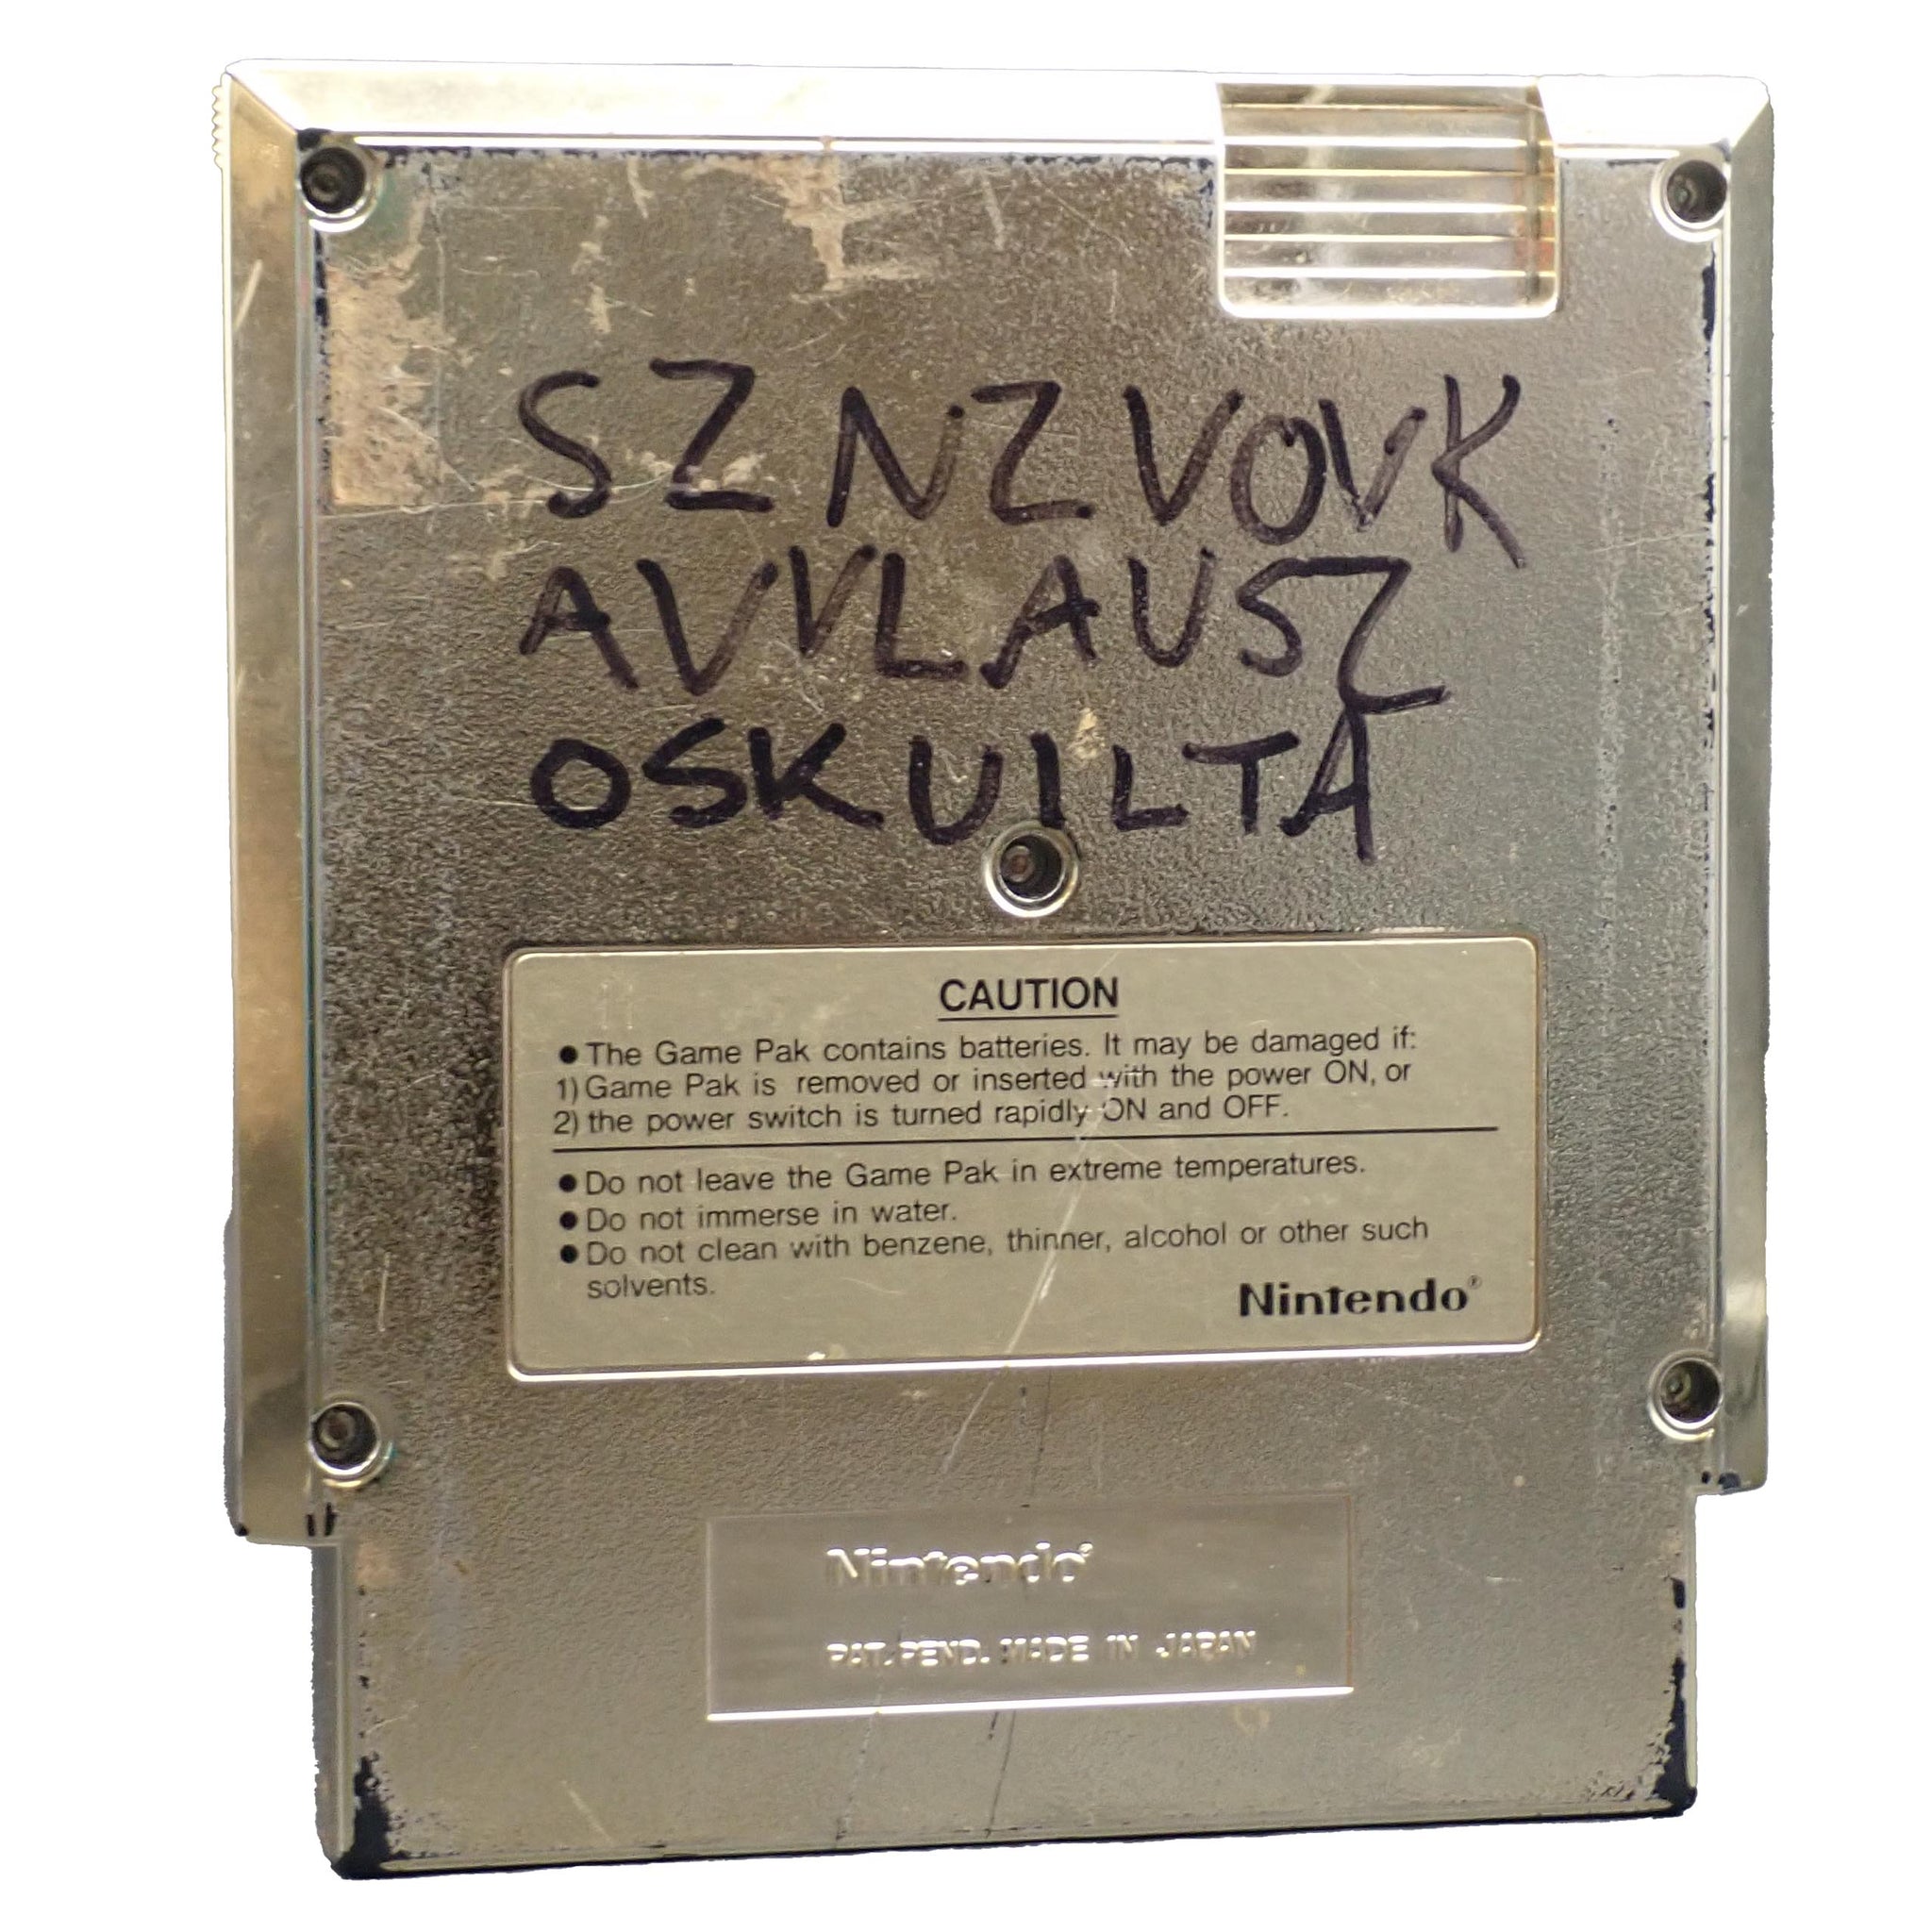 SZNZVOVK
AVVLAUSZ
OSKUILTA
CAUTION
● The Game Pak contains batteries. It may be damaged if:
1) Game Pak is removed or inserted with the power ON, or
2) the power switch is turned rapidly ON and OFF.
● Do not leave the Game Pak in extreme temperatures.
● Do not immerse in water.
● Do not clean with benzene, thinner, alcohol or other such
solvents.
Nintendo®
Nintendo®
PAT. PEND. MADE IN JAPAN